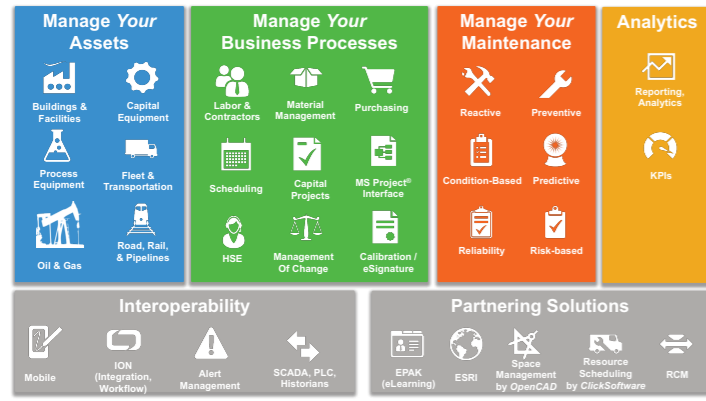 Manage Your
Assets
Buildings &
Facilities
Capital
Equipment
Process
Equipment
Fleet &
Transportation
Oil & Gas
Road, Rail,
& Pipelines
Manage Your
Business Processes
Labor &
Contractors
Material
Management
Purchasing
Scheduling
Capital
Projects
MS Project®
Interface
HSE
Management
Of Change
Calibration /
eSignature
Manage Your
Maintenance
Reactive
Preventive
Condition-Based
Predictive
Reliability
Risk-based
Analytics
Reporting,
Analytics
KPIs
Interoperability
Mobile
ION
(Integration,
Workflow)
Alert
Management
SCADA, PLC,
Historians
Partnering Solutions
EPAK
(eLearning)
ESRI
Space
Management
by OpenCAD
Resource
Scheduling
by ClickSoftware
RCM